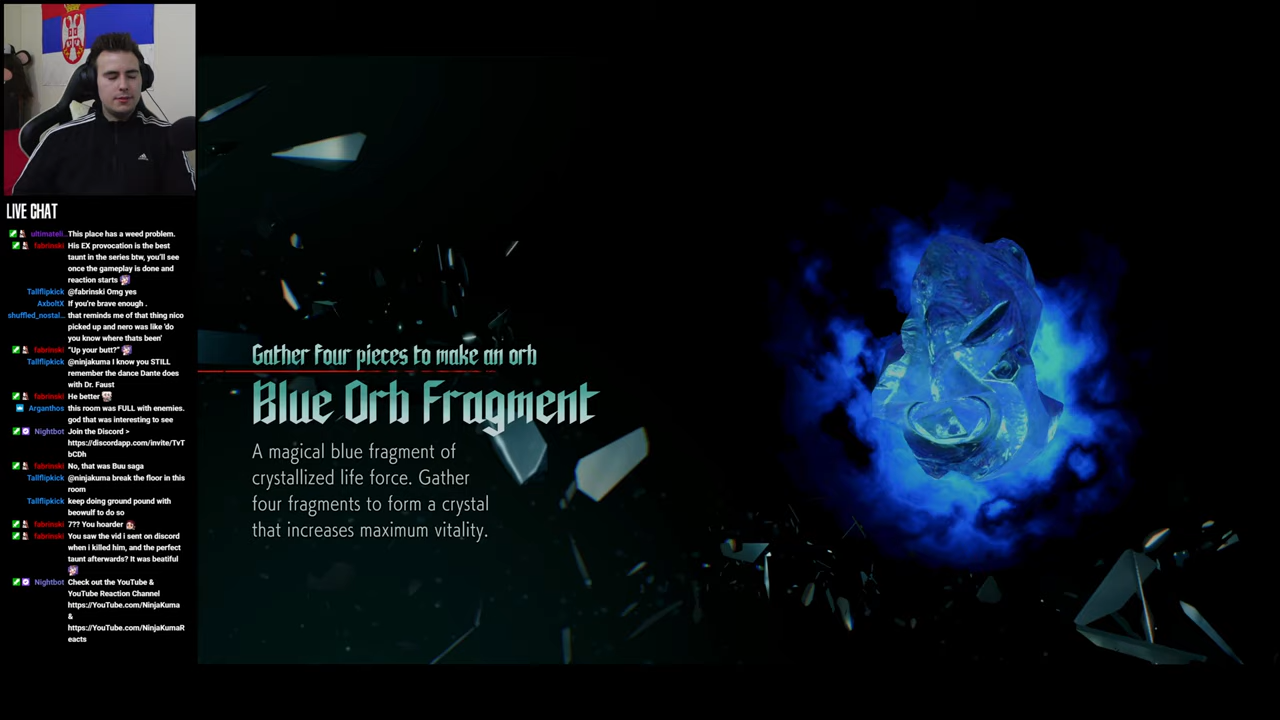 LIVE CHAT
ultimateli.. This place has a weed problem.
fabrinski His EX provocation is the best
taunt in the series btw, you'll see
once the gameplay is done and
reaction starts
Tallflipkick @fabrinski Omg yes
AxboltX If you're brave enough .
shuffled_nostal... that reminds me of that thing nico
picked up and nero was like 'do
you know where thats been'
fabrinski "Up your butt?"
Tallflipkick @ninjakuma I know you STILL
remember the dance Dante does
with Dr. Faust
fabrinski He better
Arganthos this room was FULL with enemies.
god that was interesting to see
Nightbot Join the Discord >
https://discordapp.com/invite/TvT
bCDh
fabrinski No, that was Buu saga
Tallflipkick @ninjakuma break the floor in this
room
Tallflipkick keep doing ground pound with
beowulf to do so
fabrinski 7?? You hoarder
fabrinski You saw the vid i sent on discord
when i killed him, and the perfect
taunt afterwards? It was beatiful
Nightbot Check out the YouTube &
YouTube Reaction Channel
https://YouTube.com/NinjaKuma
&
https://YouTube.com/NinjaKumaR
eacts
Gather four pieces to make an orb
Blue Orb Fragment
A magical blue fragment of
crystallized life force. Gather
four fragments to form a crystal
that increases maximum vitality.